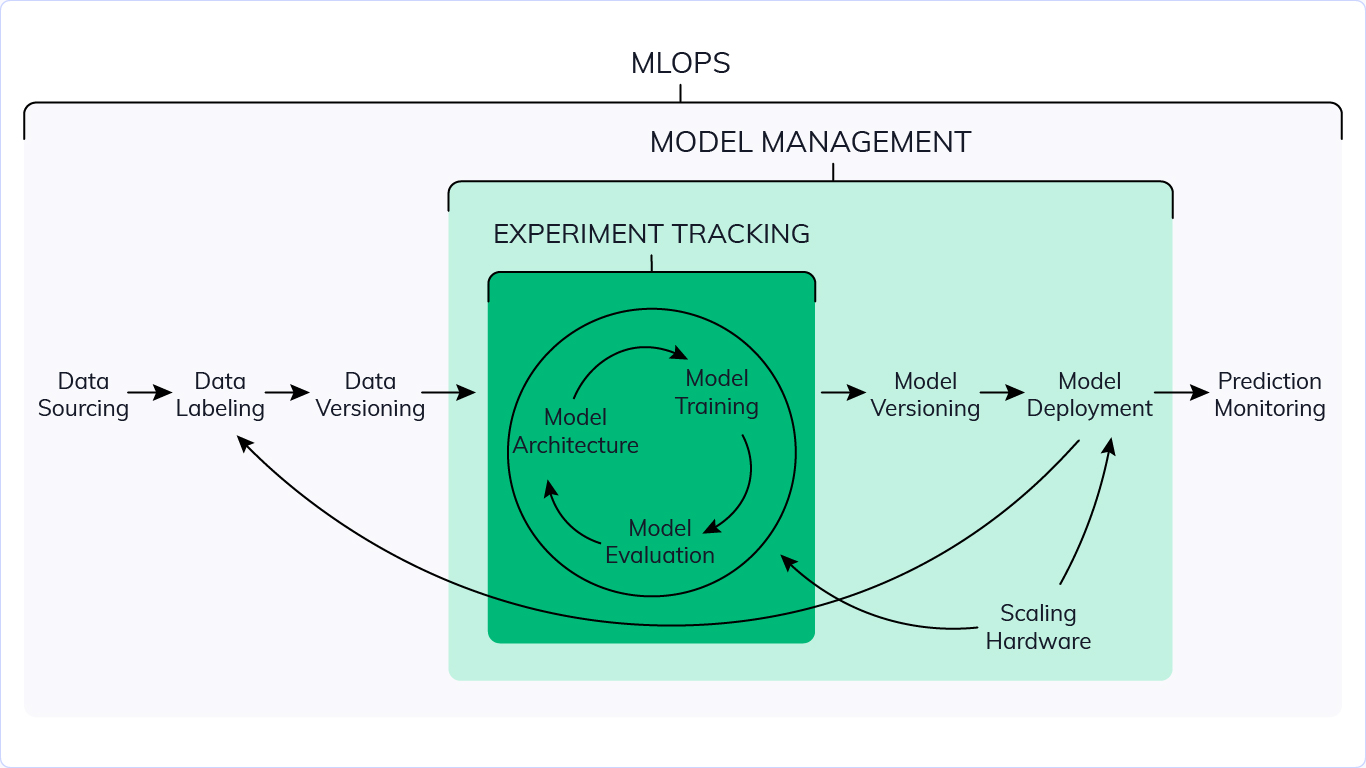 MLOPS
MODEL MANAGEMENT
EXPERIMENT TRACKING
Data
Sourcing
Data
Labeling
Data
Versioning
Model
Architecture
Model
Training
Model
Evaluation
Model
Versioning
Model
Deployment
Prediction
Monitoring
Scaling
Hardware